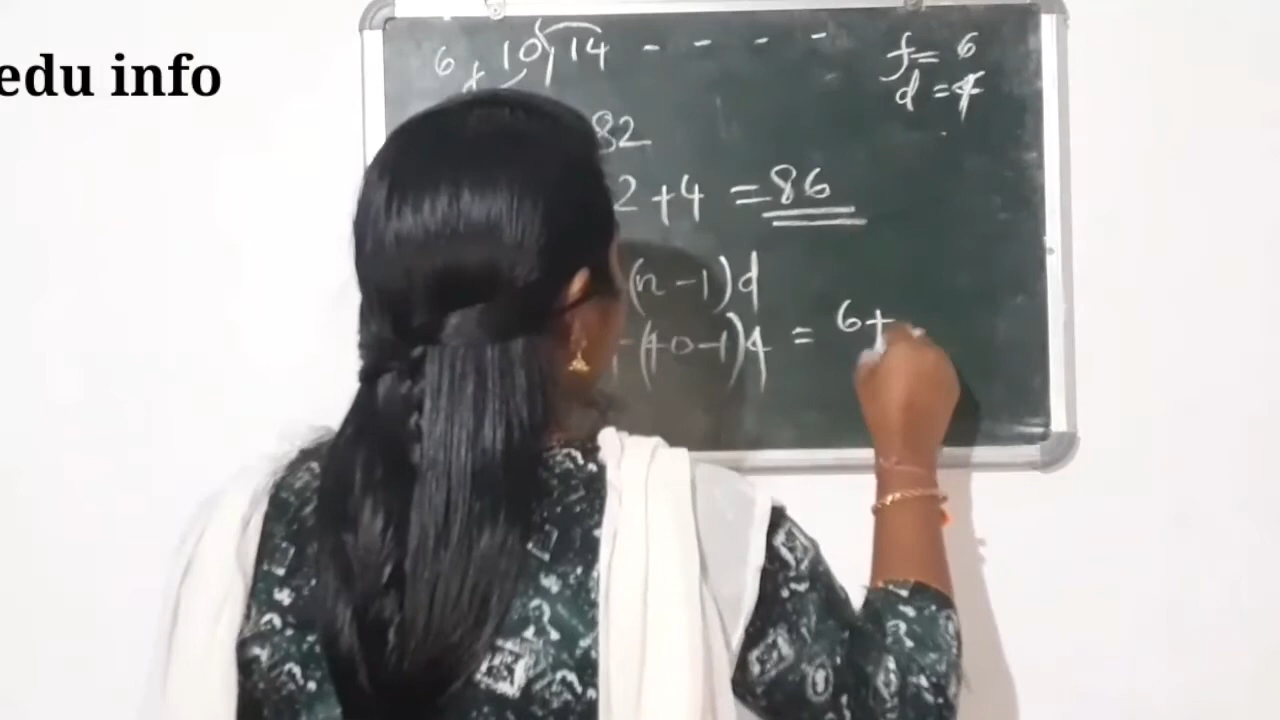 edu info
6, 10, 14 - - - -
f = 6
d = 4
82
2 + 4 = 86
(n - 1) d
(10 - 1) 4 = 6 +